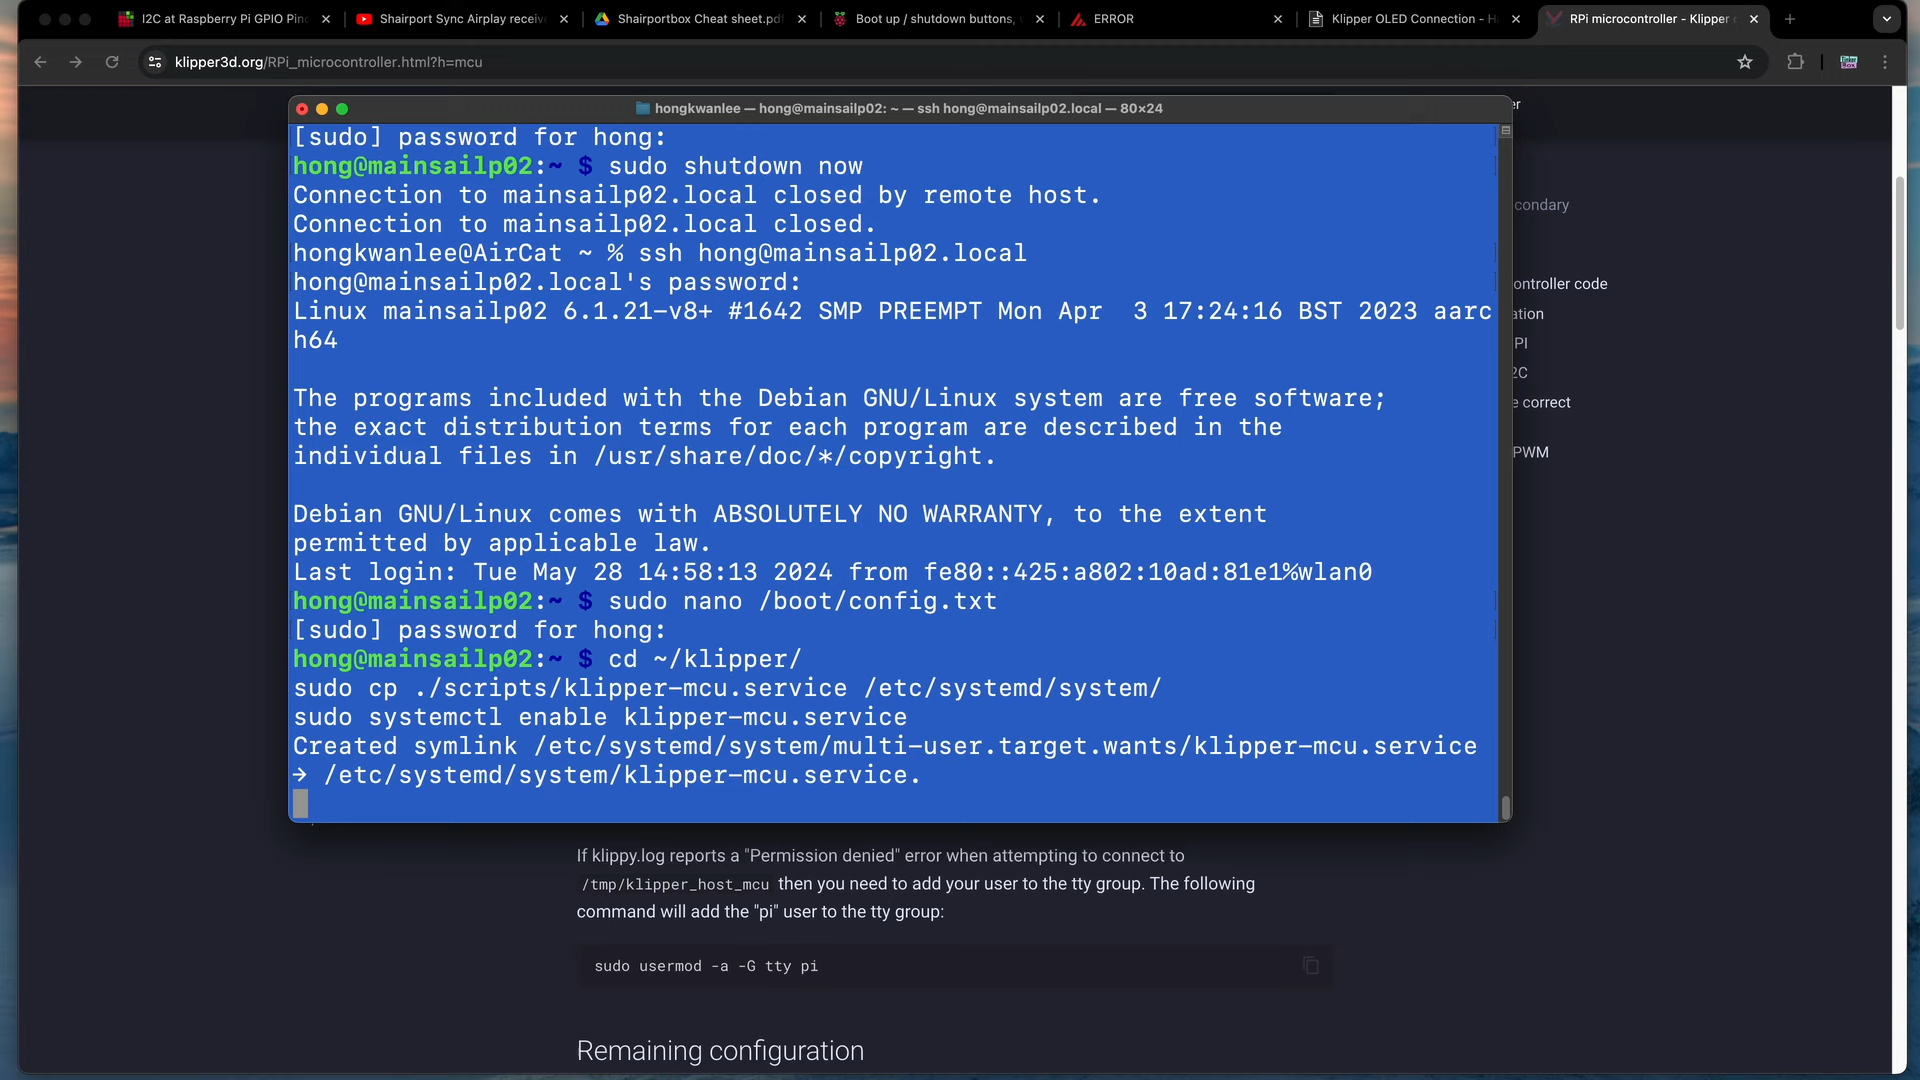 I2C at Raspberry Pi GPIO Pin
Shairport Sync Airplay receiv
Shairportbox Cheat sheet.pdf
Boot up / shutdown buttons,
ERROR
Klipper OLED Connection - H
RPi microcontroller - Klipper
klipper3d.org/RPi_microcontroller.html?h=mcu
hongkwanlee — hong@mainsailp02: ~ — ssh hong@mainsailp02.local — 80×24
[sudo] password for hong:
hong@mainsailp02:~ $ sudo shutdown now
Connection to mainsailp02.local closed by remote host.
Connection to mainsailp02.local closed.
hongkwanlee@AirCat ~ % ssh hong@mainsailp02.local
hong@mainsailp02.local's password:
Linux mainsailp02 6.1.21-v8+ #1642 SMP PREEMPT Mon Apr  3 17:24:16 BST 2023 aarc
h64
The programs included with the Debian GNU/Linux system are free software;
the exact distribution terms for each program are described in the
individual files in /usr/share/doc/*/copyright.
Debian GNU/Linux comes with ABSOLUTELY NO WARRANTY, to the extent
permitted by applicable law.
Last login: Tue May 28 14:58:13 2024 from fe80::425:a802:10ad:81e1%wlan0
hong@mainsailp02:~ $ sudo nano /boot/config.txt
[sudo] password for hong:
hong@mainsailp02:~ $ cd ~/klipper/
sudo cp ./scripts/klipper-mcu.service /etc/systemd/system/
sudo systemctl enable klipper-mcu.service
Created symlink /etc/systemd/system/multi-user.target.wants/klipper-mcu.service
→ /etc/systemd/system/klipper-mcu.service.
er
condary
ontroller code
ation
PI
2C
e correct
PWM
If klippy.log reports a "Permission denied" error when attempting to connect to
/tmp/klipper_host_mcu then you need to add your user to the tty group. The following
command will add the "pi" user to the tty group:
sudo usermod -a -G tty pi
Remaining configuration